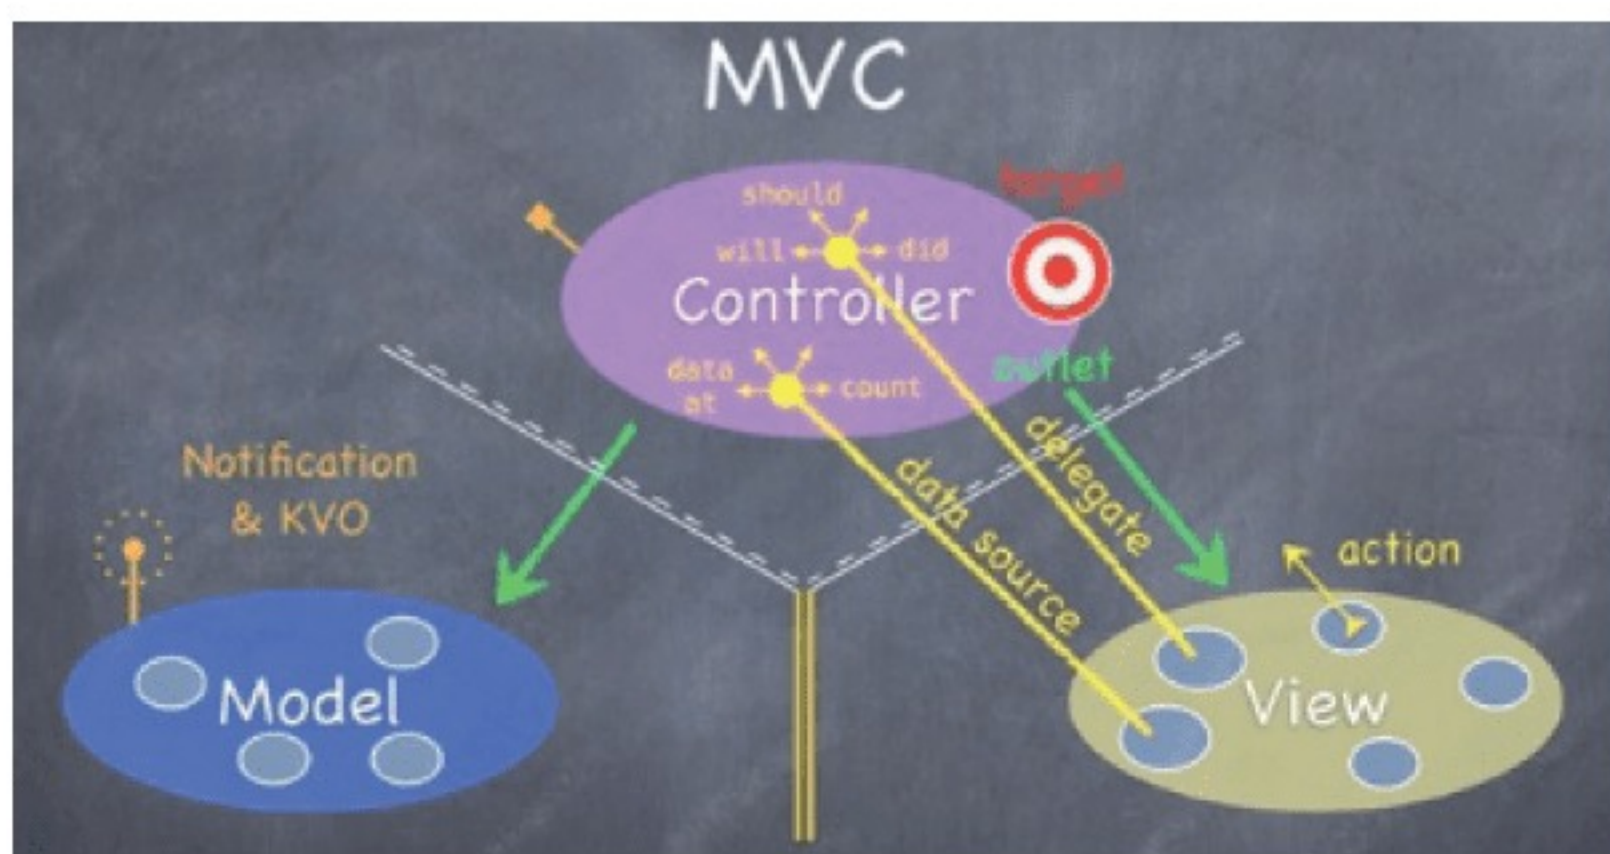 MVC
should
target
will
did
Controller
data
at
count
outlet
Notification
& KVO
delegate
data source
action
Model
View